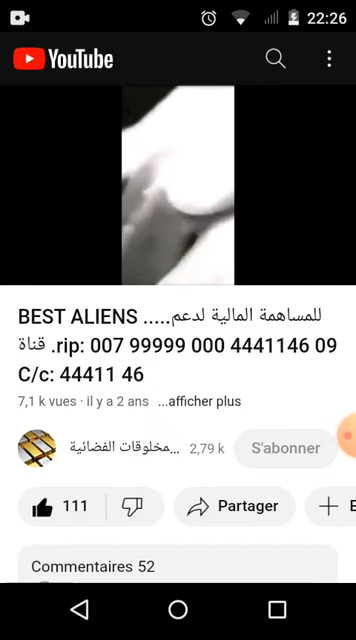 22:26
YouTube
BEST ALIENS .....للمساهمة المالية لدعم
قناة .rip: 007 99999 000 4441146 09
C/c: 44411 46
7,1 k vues · il y a 2 ans ...afficher plus
مخلوقات الفضائية... 2,79 k S'abonner
111 Partager E
Commentaires 52